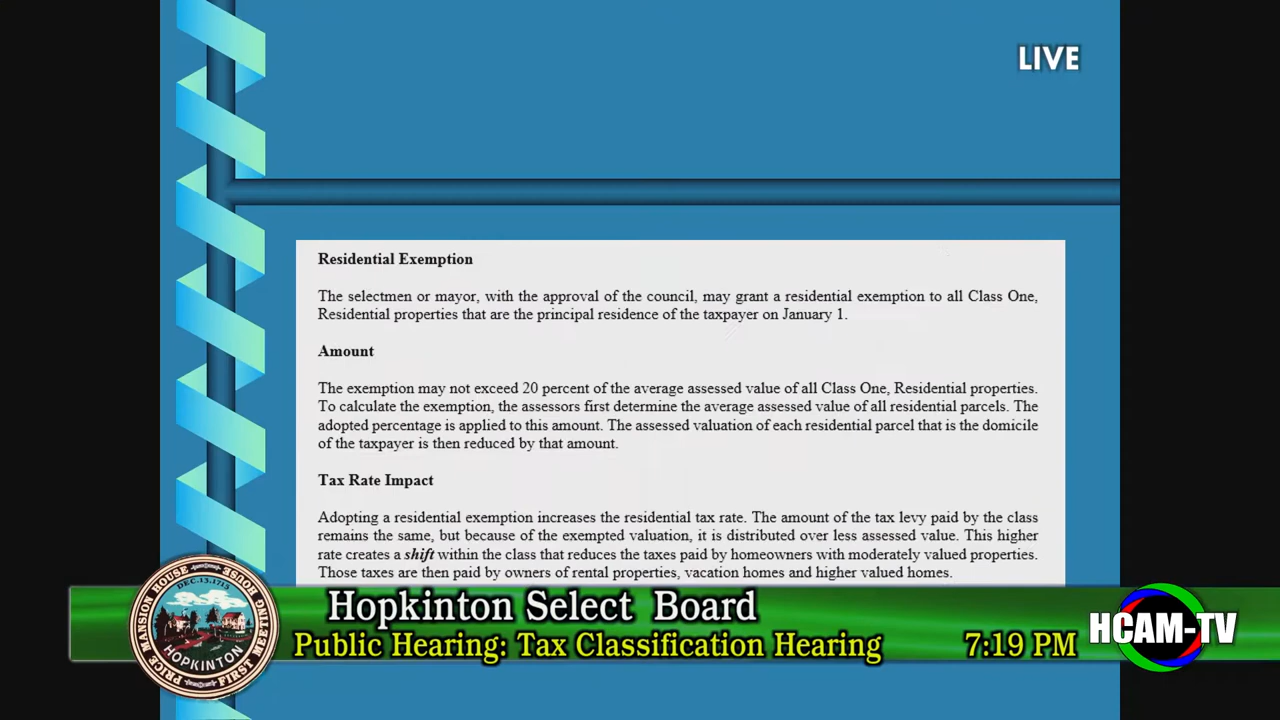 LIVE
Residential Exemption
The selectmen or mayor, with the approval of the council, may grant a residential exemption to all Class One,
Residential properties that are the principal residence of the taxpayer on January 1.
Amount
The exemption may not exceed 20 percent of the average assessed value of all Class One, Residential properties.
To calculate the exemption, the assessors first determine the average assessed value of all residential parcels. The
adopted percentage is applied to this amount. The assessed valuation of each residential parcel that is the domicile
of the taxpayer is then reduced by that amount.
Tax Rate Impact
Adopting a residential exemption increases the residential tax rate. The amount of the tax levy paid by the class
remains the same, but because of the exempted valuation, it is distributed over less assessed value. This higher
rate creates a shift within the class that reduces the taxes paid by homeowners with moderately valued properties.
Those taxes are then paid by owners of rental properties, vacation homes and higher valued homes.
Hopkinton Select Board
Public Hearing: Tax Classification Hearing
7:19 PM
HCAM-TV
PRICE MANSION HOUSE
FIRST MEETING HOUSE
DEC.13.1715
HOPKINTON